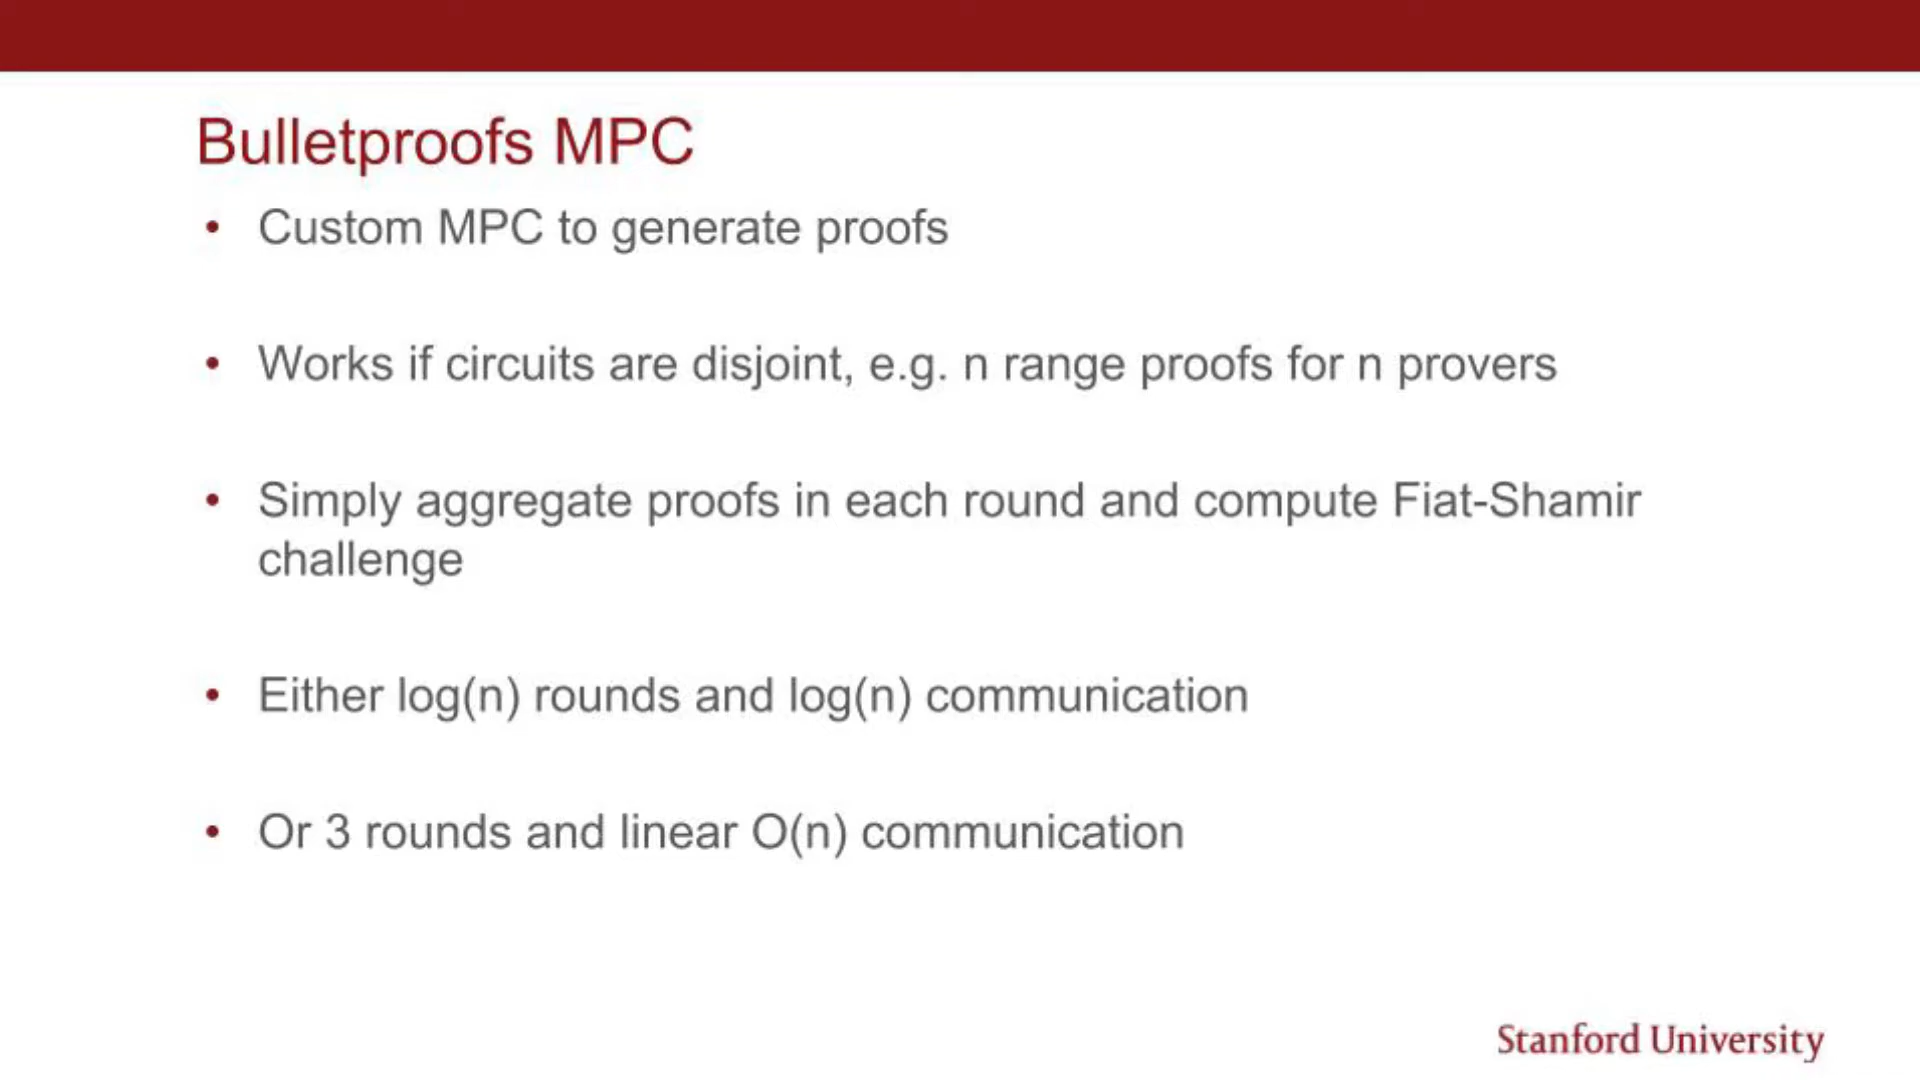 Bulletproofs MPC
• Custom MPC to generate proofs
• Works if circuits are disjoint, e.g. n range proofs for n provers
• Simply aggregate proofs in each round and compute Fiat-Shamir
challenge
• Either log(n) rounds and log(n) communication
• Or 3 rounds and linear O(n) communication
Stanford University